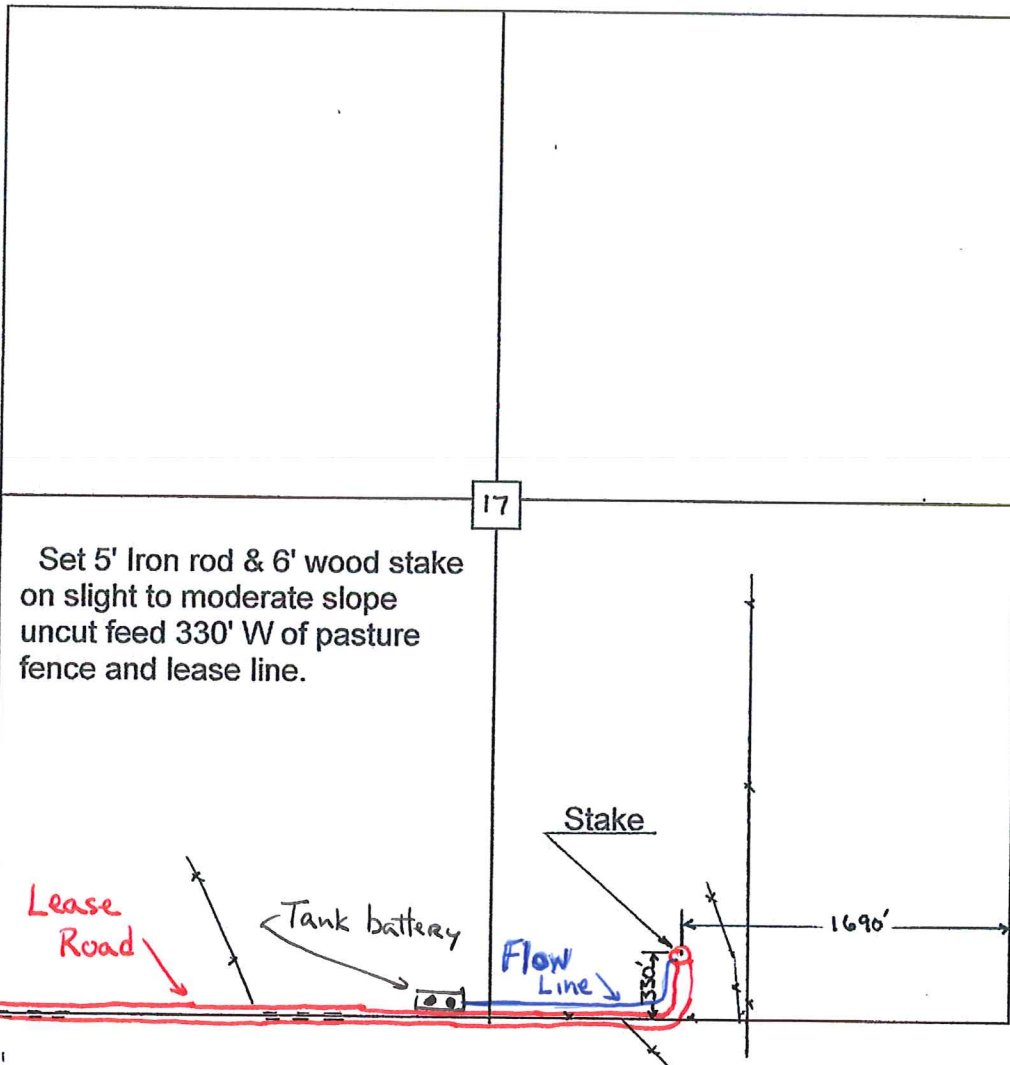 17
Set 5' Iron rod & 6' wood stake
on slight to moderate slope
uncut feed 330' W of pasture
fence and lease line.
Stake
Lease
Road
Tank battery
Flow
Line
330'
1690'